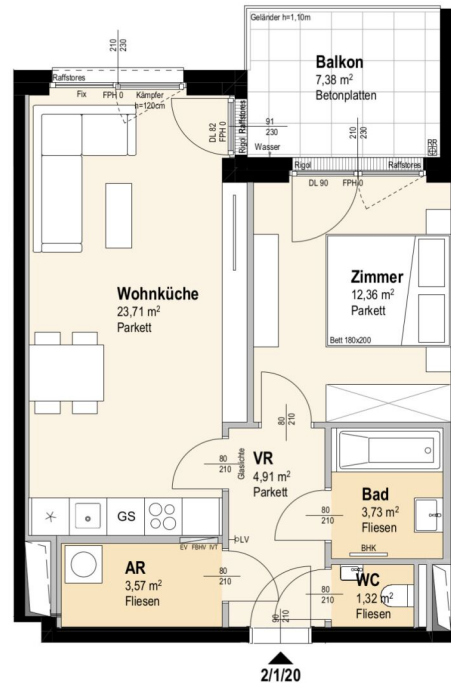 Geländer h=1,10m
Balkon
7,38 m²
Betonplatten
210
230
Raffstores
Fix
FPH 0
Kämpfer
h=120cm
DL 82
FPH 0
Rigol
Raffstores
91
230
Wasser
210
230
Rigol
Raffstores
DL 90
FPH 0
Wohnküche
23,71 m²
Parkett
Zimmer
12,36 m²
Parkett
Bett 180x200
80
210
VR
4,91 m²
Parkett
80
210
Glaslichte
Bad
3,73 m²
Fliesen
80
210
BHK
GS
EV
FBHV
IVT
LV
AR
3,57 m²
Fliesen
80
210
WC
1,32 m²
Fliesen
80
210
90
210
2/1/20